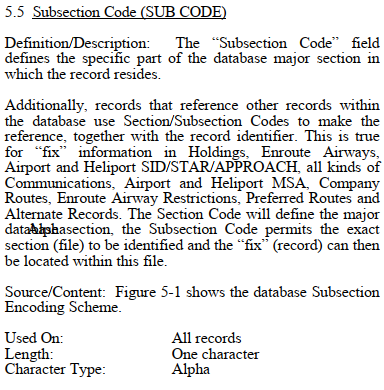 5.5 Subsection Code (SUB CODE)
Definition/Description: The “Subsection Code” field
defines the specific part of the database major section in
which the record resides.
Additionally, records that reference other records within
the database use Section/Subsection Codes to make the
reference, together with the record identifier. This is true
for “fix” information in Holdings, Enroute Airways,
Airport and Heliport SID/STAR/APPROACH, all kinds of
Communications, Airport and Heliport MSA, Company
Routes, Enroute Airway Restrictions, Preferred Routes and
Alternate Records. The Section Code will define the major
section, the Subsection Code permits the exact
section (file) to be identified and the “fix” (record) can then
be located within this file.
Source/Content: Figure 5-1 shows the database Subsection
Encoding Scheme.
Used On: All records
Length: One character
Character Type: Alpha